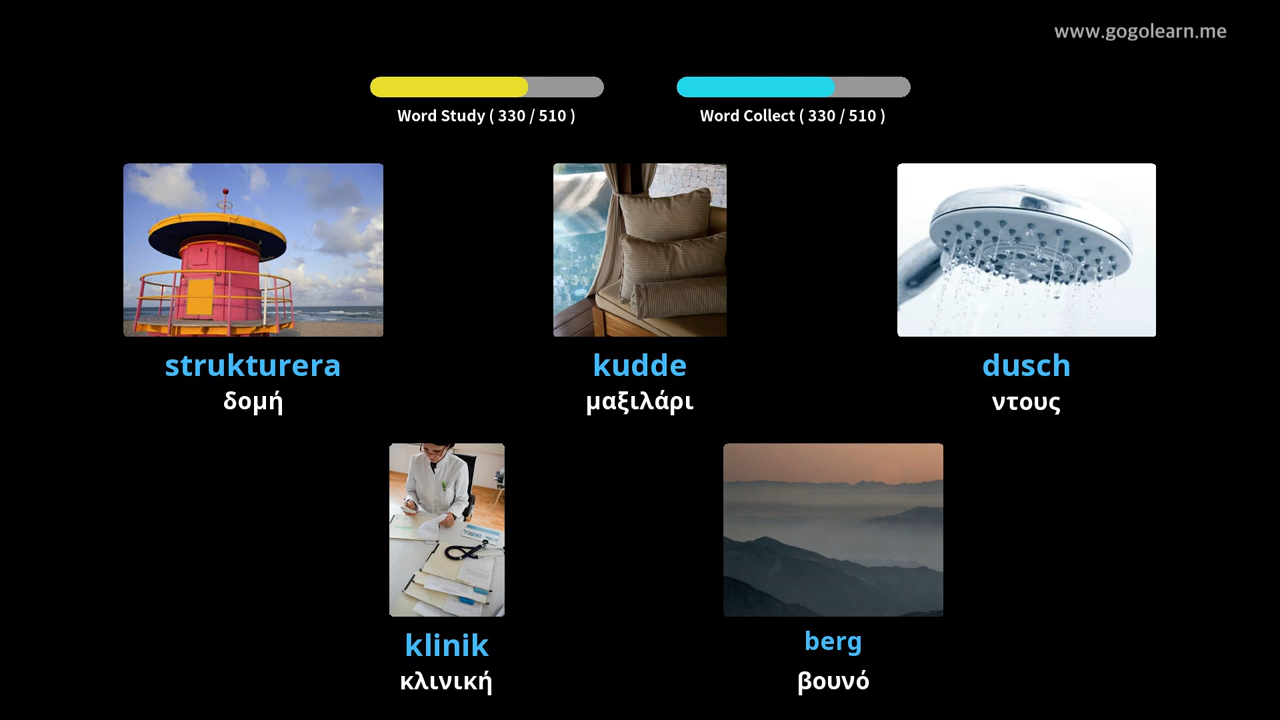 www.gogolearn.me
Word Study ( 330 / 510 )
Word Collect ( 330 / 510 )
strukturera
δομή
kudde
μαξιλάρι
dusch
ντους
klinik
κλινική
berg
βουνό